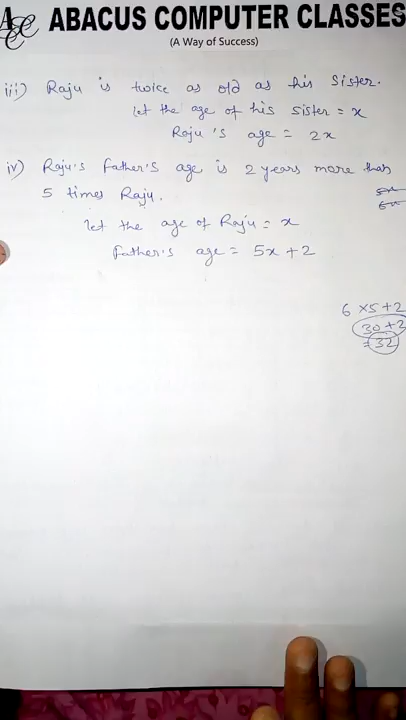 ACC ABACUS COMPUTER CLASSES
(A Way of Success)
iii) Raju is twice as old as his sister.
let the age of his sister = x
Raju's age = 2x
iv) Raju's father's age is 2 years more than
5 times Raju.
let the age of Raju = x
Father's age = 5x + 2
6 × 5 + 2
30 + 2
= 32